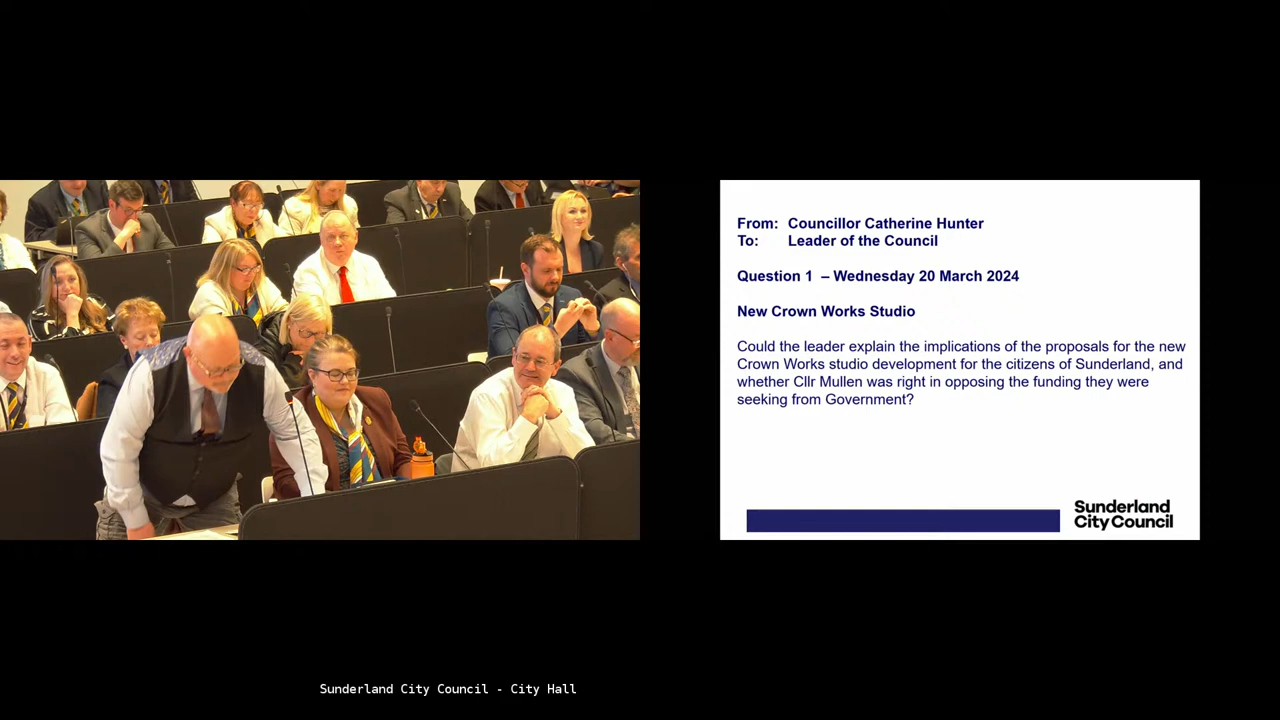 From: Councillor Catherine Hunter
To: Leader of the Council
Question 1 – Wednesday 20 March 2024
New Crown Works Studio
Could the leader explain the implications of the proposals for the new
Crown Works studio development for the citizens of Sunderland, and
whether Cllr Mullen was right in opposing the funding they were
seeking from Government?
Sunderland
City Council
Sunderland City Council - City Hall